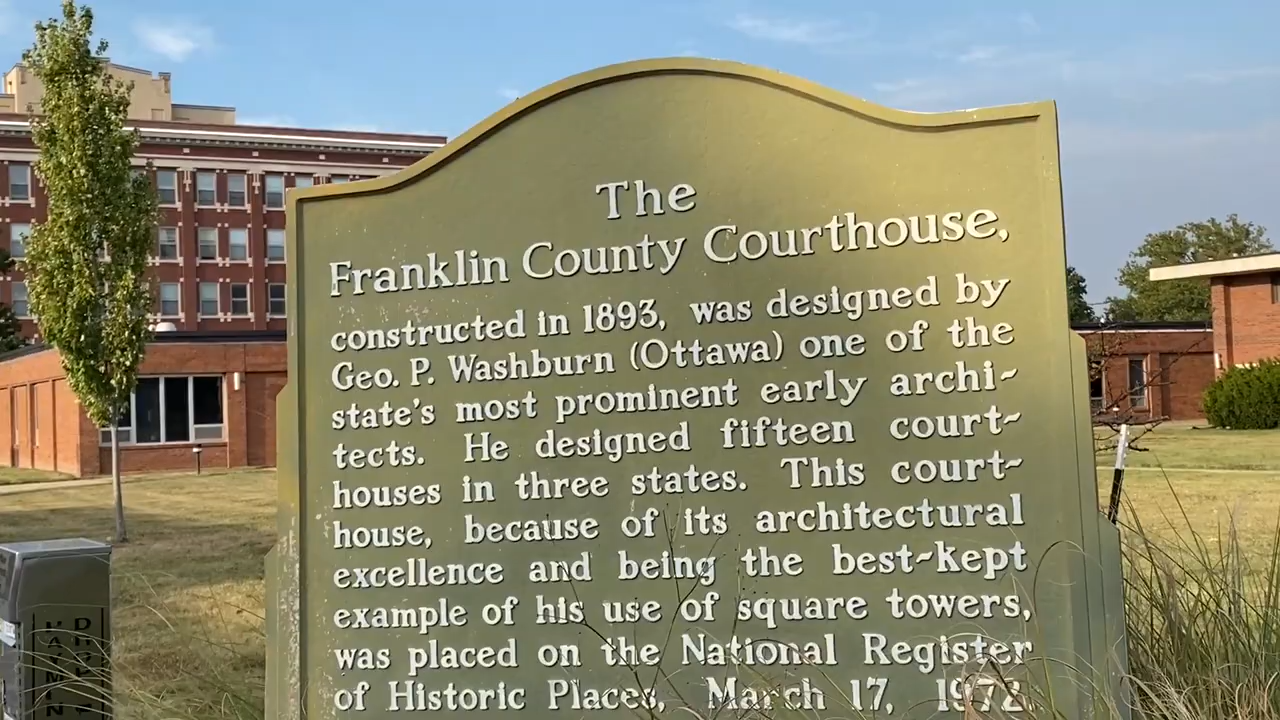 The
Franklin County Courthouse,
constructed in 1893, was designed by
Geo. P. Washburn (Ottawa) one of the
state's most prominent early archi~
tects. He designed fifteen court~
houses in three states. This court~
house, because of its architectural
excellence and being the best~kept
example of his use of square towers,
was placed on the National Register
of Historic Places, March 17, 1972.